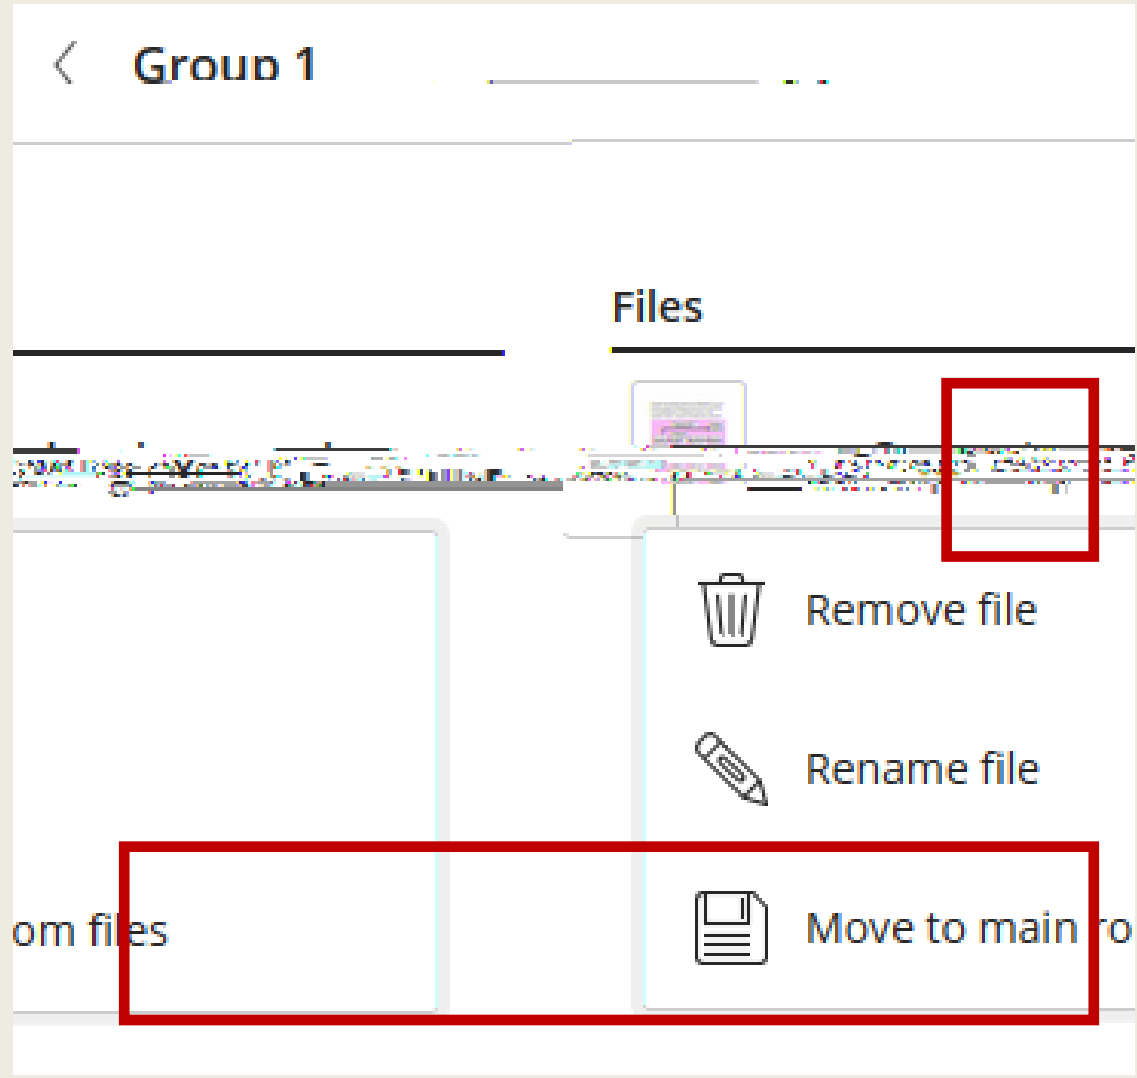 Group 1
Files
Remove file
Rename file
Move to main ro
om files